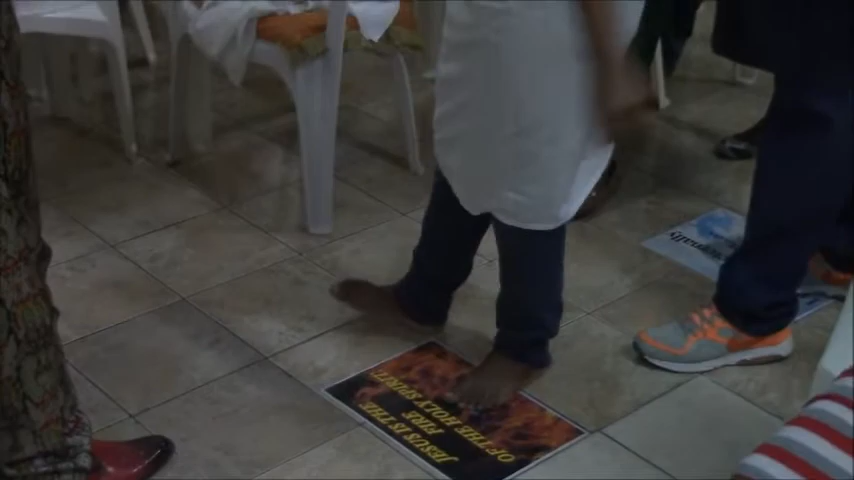 JESUS IS THE
FIRE
OF THE HOLY SPIRIT!